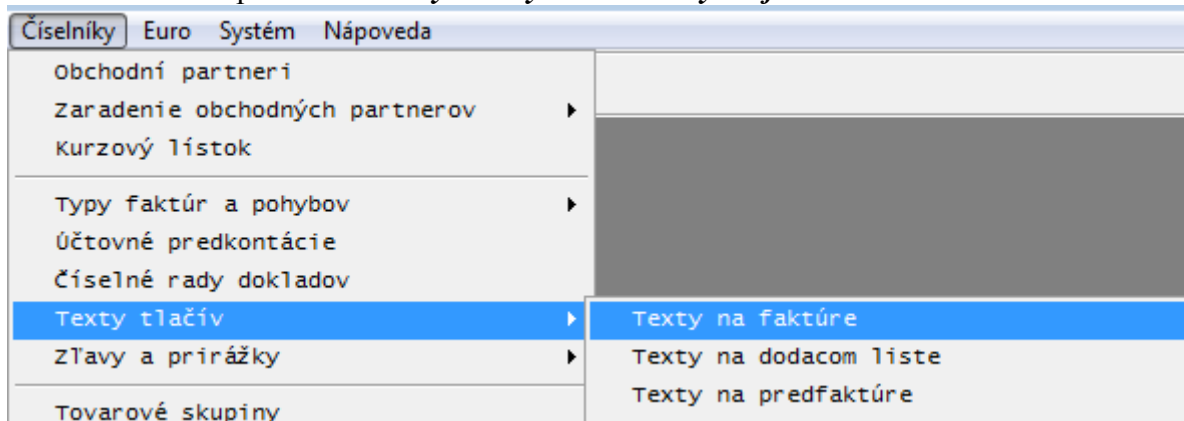 Číselníky Euro Systém Nápoveda
Obchodní partneri
Zaradenie obchodných partnerov
Kurzový lístok
Typy faktúr a pohybov
Účtovné predkontácie
Číselné rady dokladov
Texty tlačív
Texty na faktúre
Zľavy a prirážky
Texty na dodacom liste
Texty na predfaktúre
Tovarové skupiny